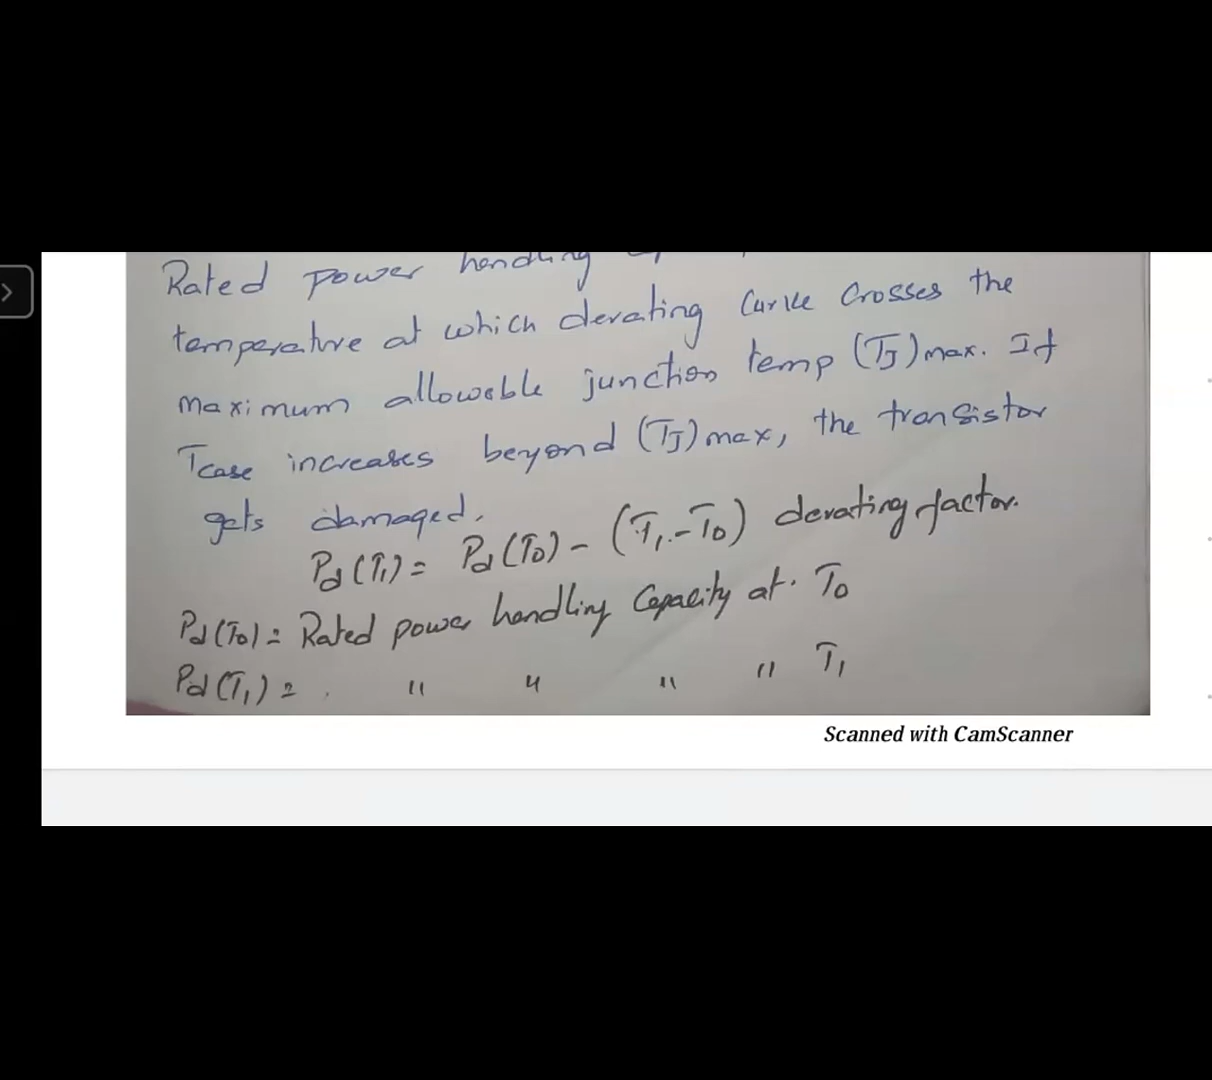 Rated power handling
temperature at which derating Curve Crosses the
maximum allowable junction temp (TJ)max. If
Tcase increases beyond (TJ)max, the transistor
gets damaged.
Pd (T1) = Pd (T0) - (T1 - T0) derating factor.
Pd (T0) = Rated power handling Capacity at. T0
Pd (T1) = " " " " T1
Scanned with CamScanner